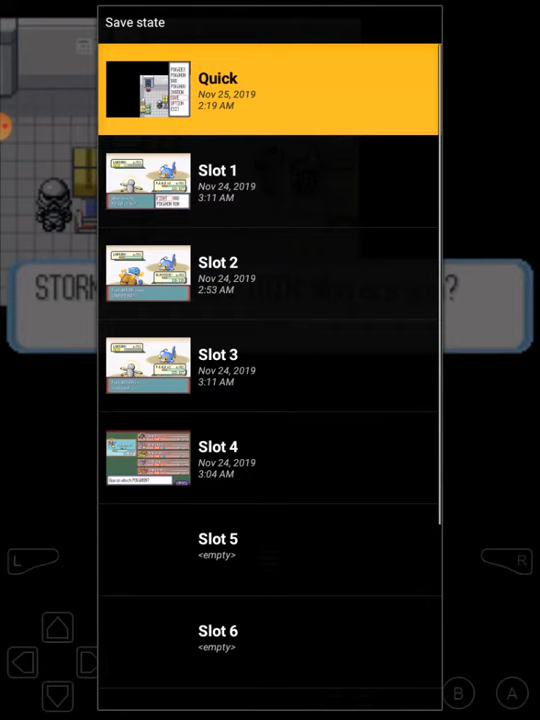 Save state
Quick
Nov 25, 2019
2:19 AM
Slot 1
Nov 24, 2019
3:11 AM
Slot 2
Nov 24, 2019
2:53 AM
Slot 3
Nov 24, 2019
3:11 AM
Slot 4
Nov 24, 2019
3:04 AM
Slot 5
<empty>
Slot 6
<empty>
STORM
?
L
R
B
A